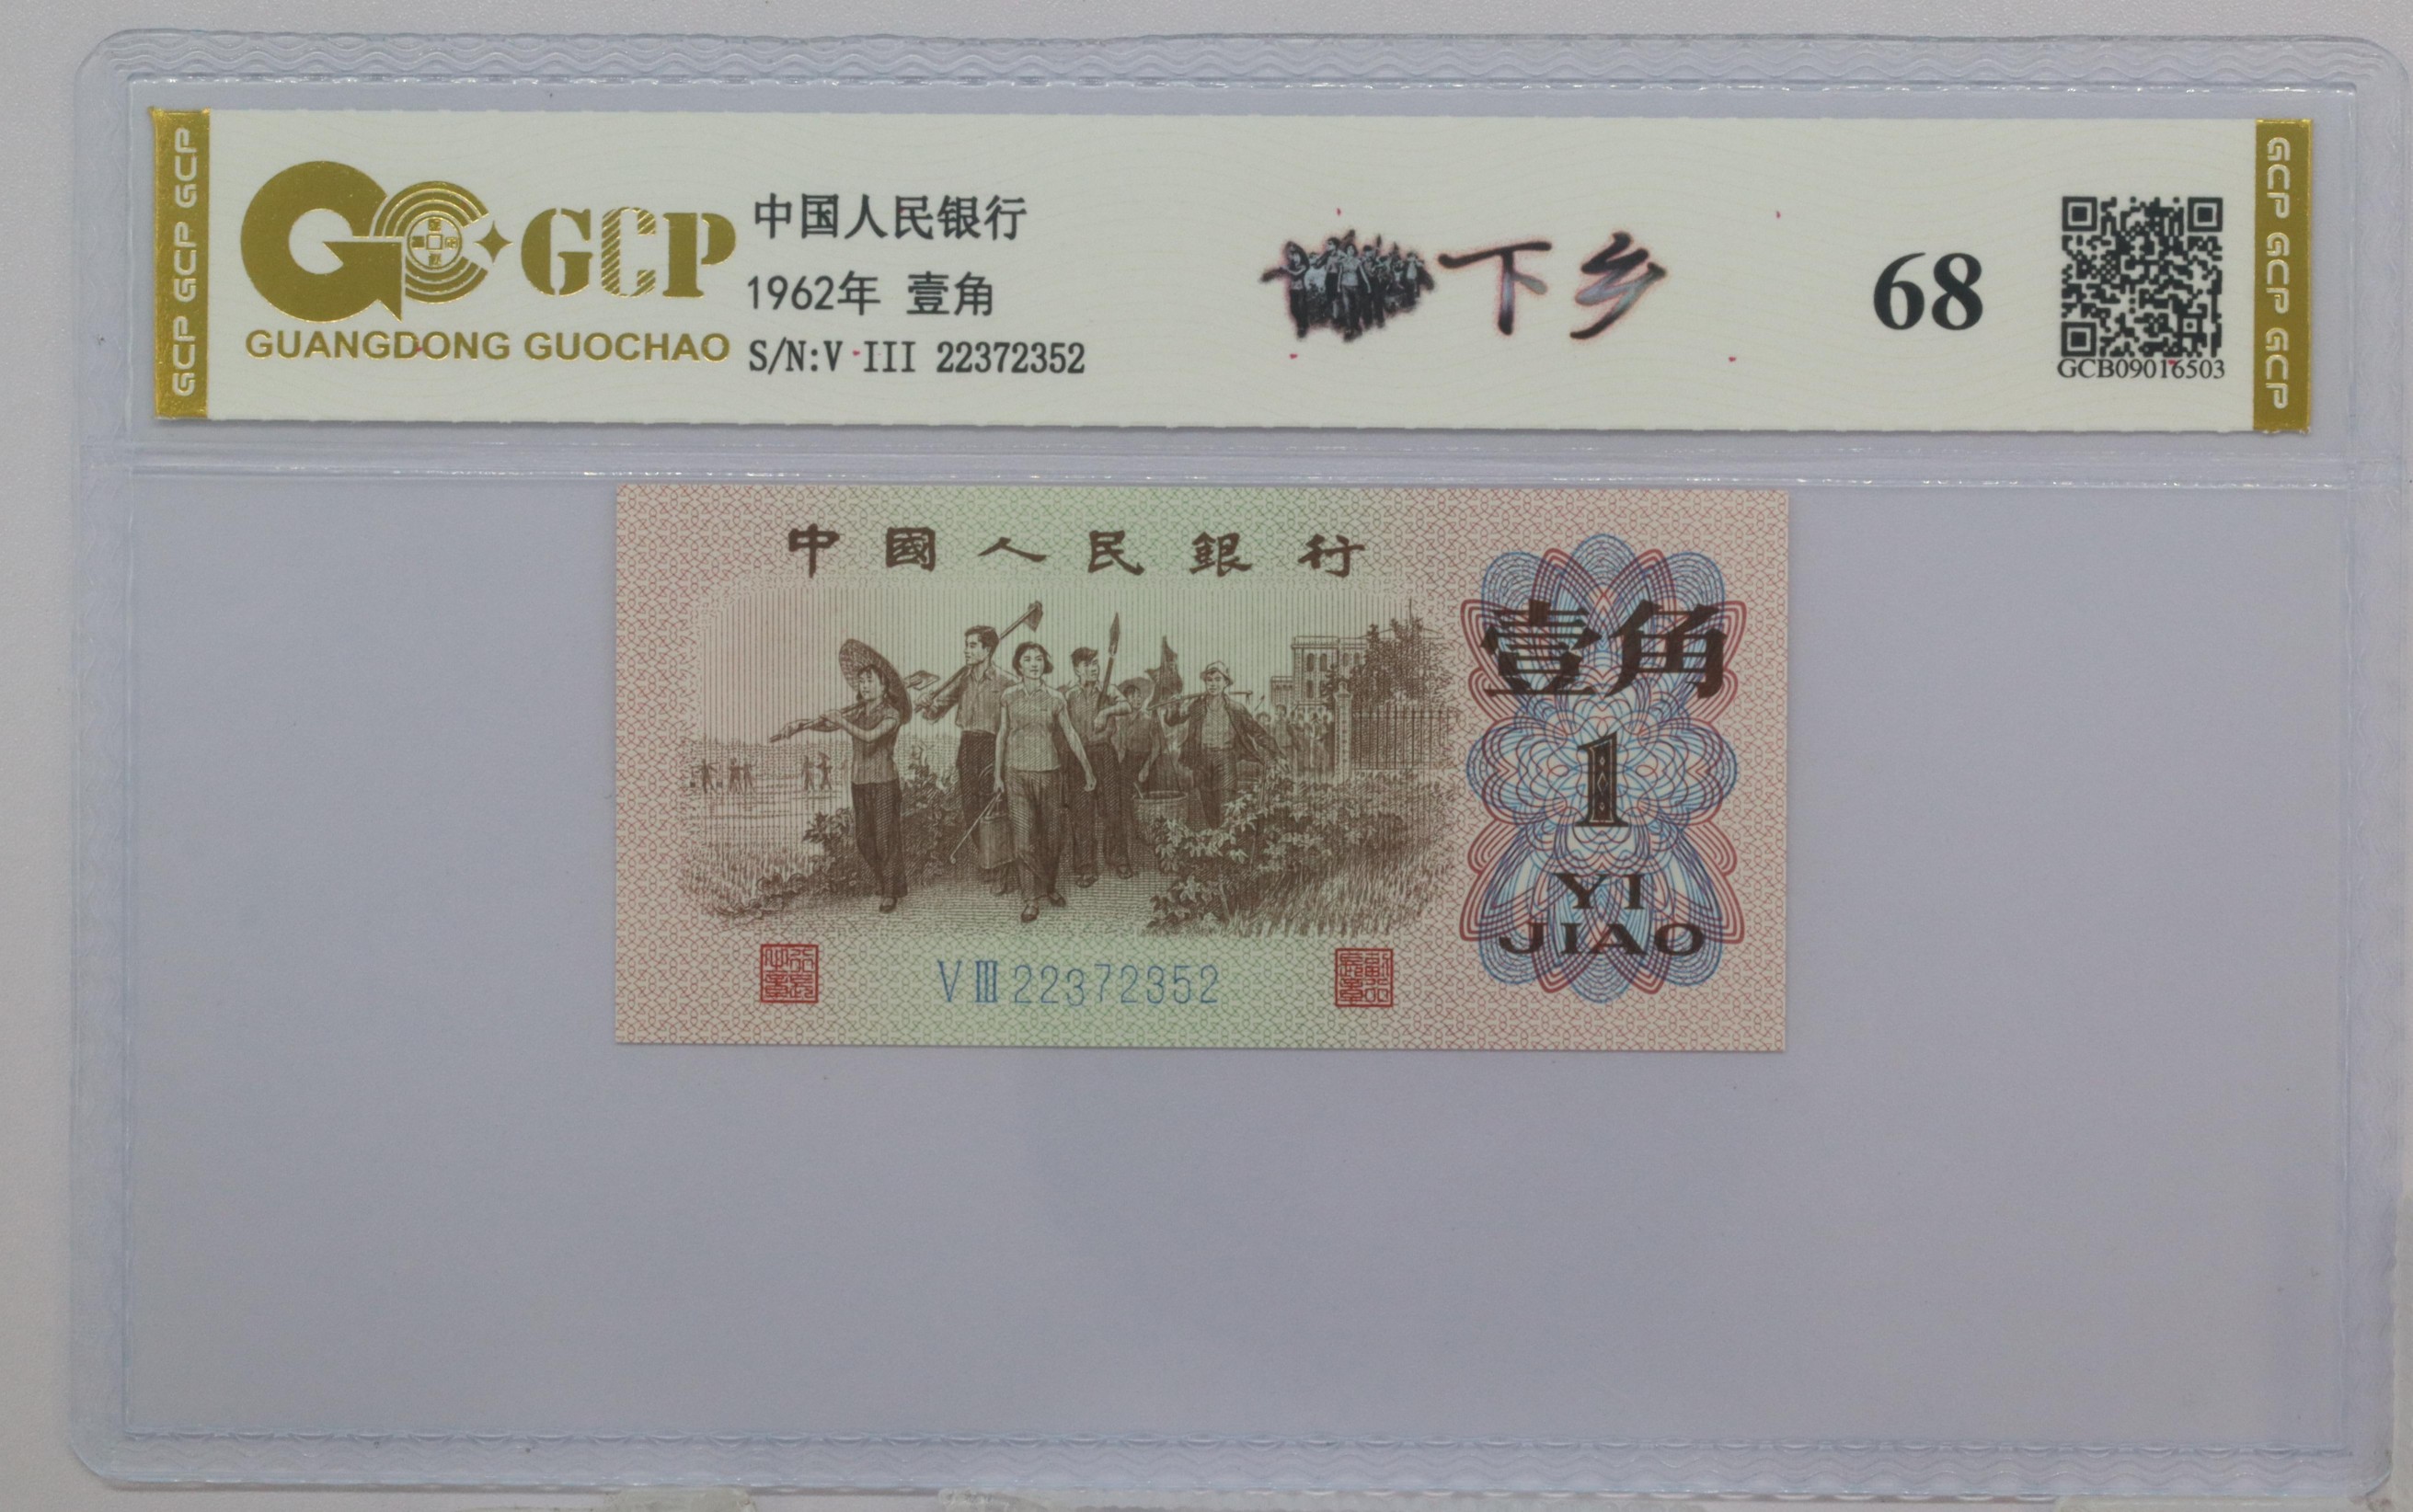 GCP GCP GCP
GCP
GUANGDONG GUOCHAO
中国人民银行
1962年 壹角
S/N:V III 22372352
下乡
68
GCB09016503
GCP GCP GCP
中國人民銀行
壹角
1
YI
JIAO
VIII 22372352